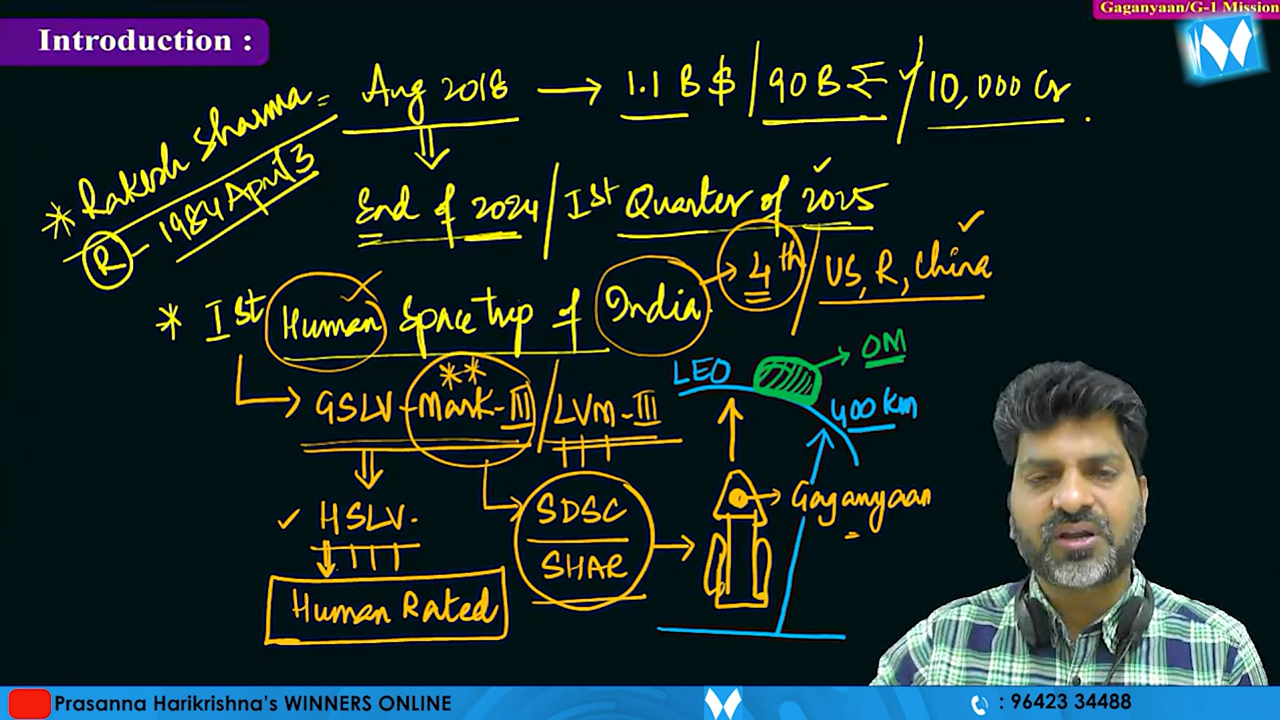 Gaganyaan/G-1 Mission
Introduction :
Aug 2018 → 1.1 B $ / 90 B ₹ / 10,000 Cr.
* Rakesh Sharma =
R - 1984 April 3
End of 2024 / Ist Quarter of 2025
* Ist Human Space trip of India → 4th / US, R, China
GSLV - Mark - III / LVM - III
**
LEO
OM
400 km
HSLV.
SDSC
SHAR
Gaganyaan
Human Rated
Prasanna Harikrishna's WINNERS ONLINE
: 96423 34488